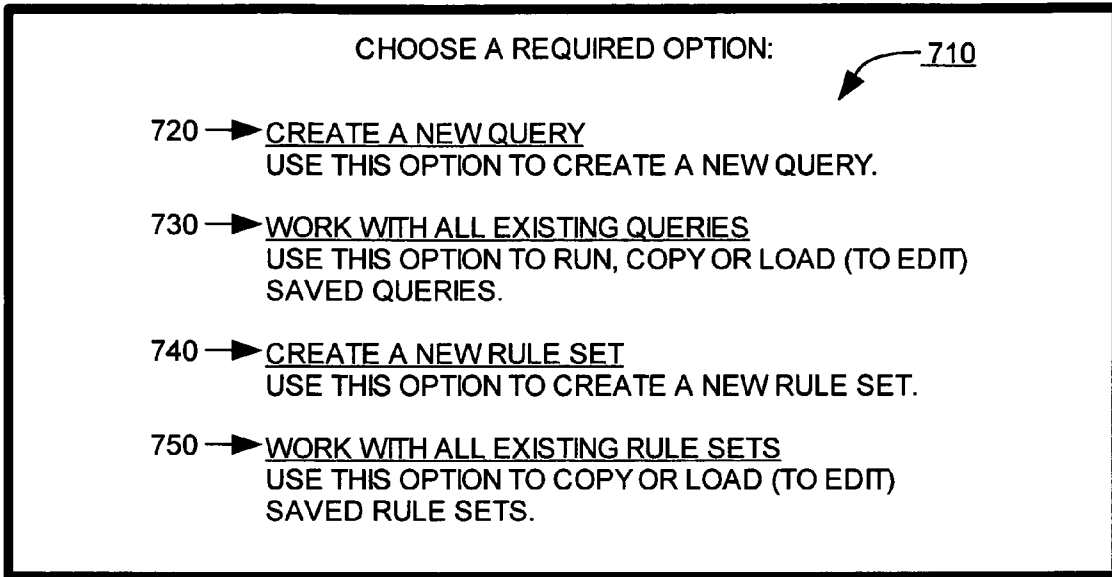 CHOOSE A REQUIRED OPTION:
710
720 CREATE A NEW QUERY
USE THIS OPTION TO CREATE A NEW QUERY.
730 WORK WITH ALL EXISTING QUERIES
USE THIS OPTION TO RUN, COPY OR LOAD (TO EDIT)
SAVED QUERIES.
740 CREATE A NEW RULE SET
USE THIS OPTION TO CREATE A NEW RULE SET.
750 WORK WITH ALL EXISTING RULE SETS
USE THIS OPTION TO COPY OR LOAD (TO EDIT)
SAVED RULE SETS.